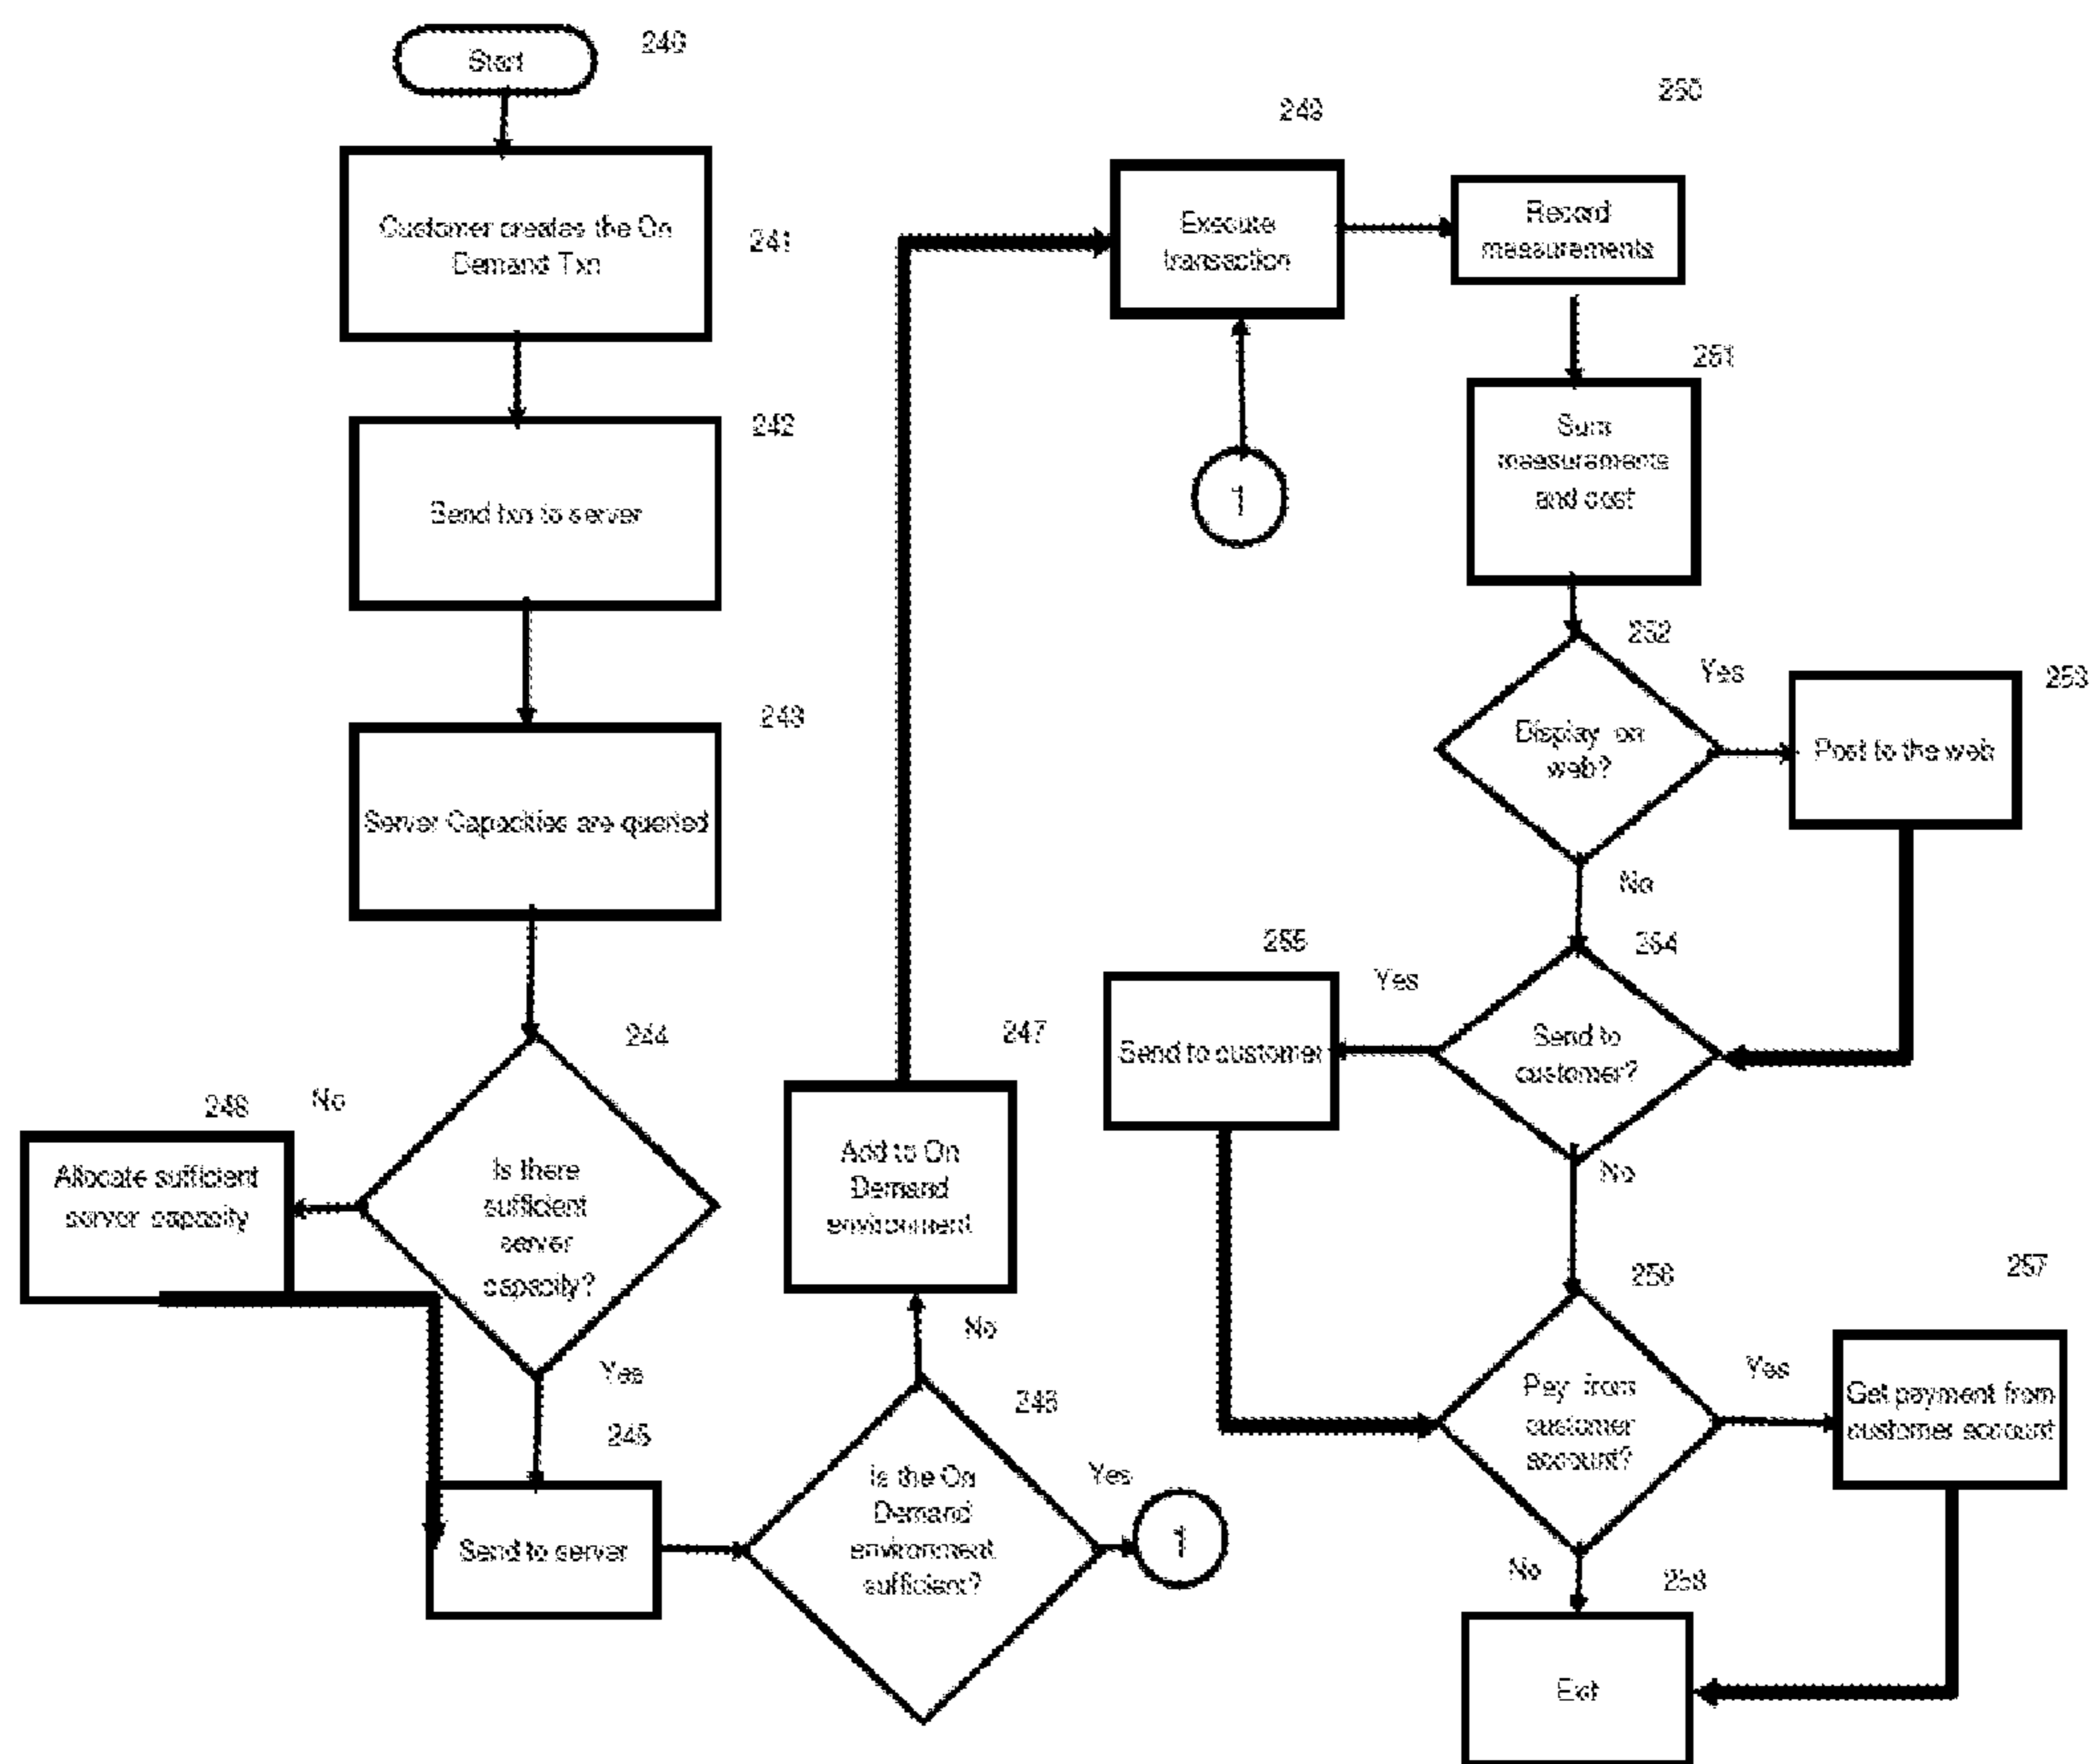 Start
240
Customer creates the On
Demand Txn
241
Send txn to server
242
Server Capacities are queried
243
244
Is there
sufficient
server
capacity?
No
248
Allocate sufficient
server capacity
Yes
245
Send to server
246
Is the On
Demand
environment
sufficient?
Yes
1
No
247
Add to On
Demand
environment
249
Execute
transaction
1
250
Record
measurements
251
Sum
measurements
and cost
252
Display on
web?
Yes
253
Post to the web
No
254
Send to
customer?
Yes
255
Send to customer
No
256
Pay from
customer
account?
Yes
257
Get payment from
customer account
No
258
Exit